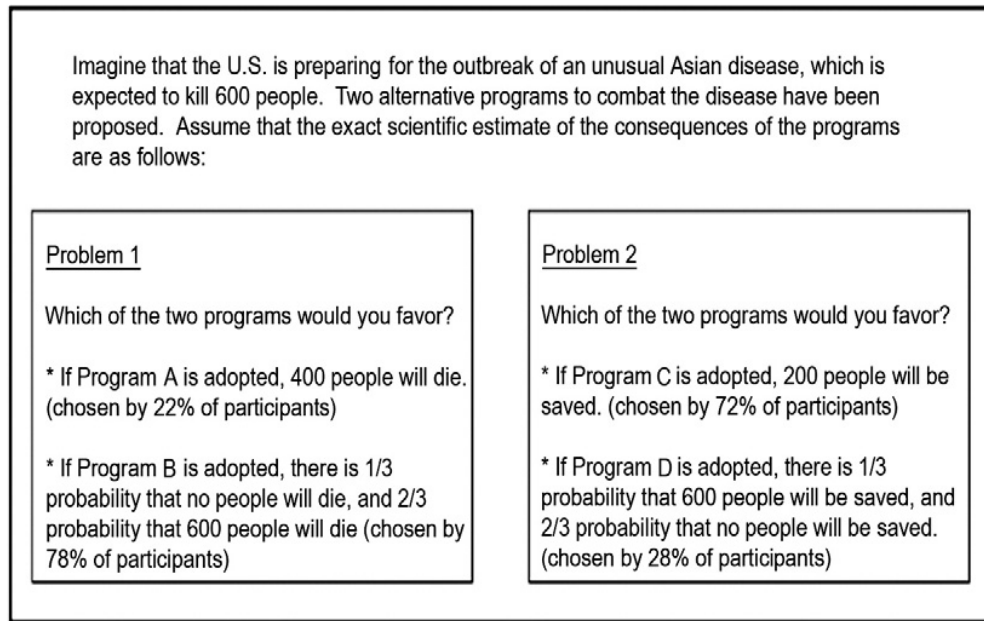 Imagine that the U.S. is preparing for the outbreak of an unusual Asian disease, which is
expected to kill 600 people. Two alternative programs to combat the disease have been
proposed. Assume that the exact scientific estimate of the consequences of the programs
are as follows:
Problem 1
Which of the two programs would you favor?
* If Program A is adopted, 400 people will die.
(chosen by 22% of participants)
* If Program B is adopted, there is 1/3
probability that no people will die, and 2/3
probability that 600 people will die (chosen by
78% of participants)
Problem 2
Which of the two programs would you favor?
* If Program C is adopted, 200 people will be
saved. (chosen by 72% of participants)
* If Program D is adopted, there is 1/3
probability that 600 people will be saved, and
2/3 probability that no people will be saved.
(chosen by 28% of participants)